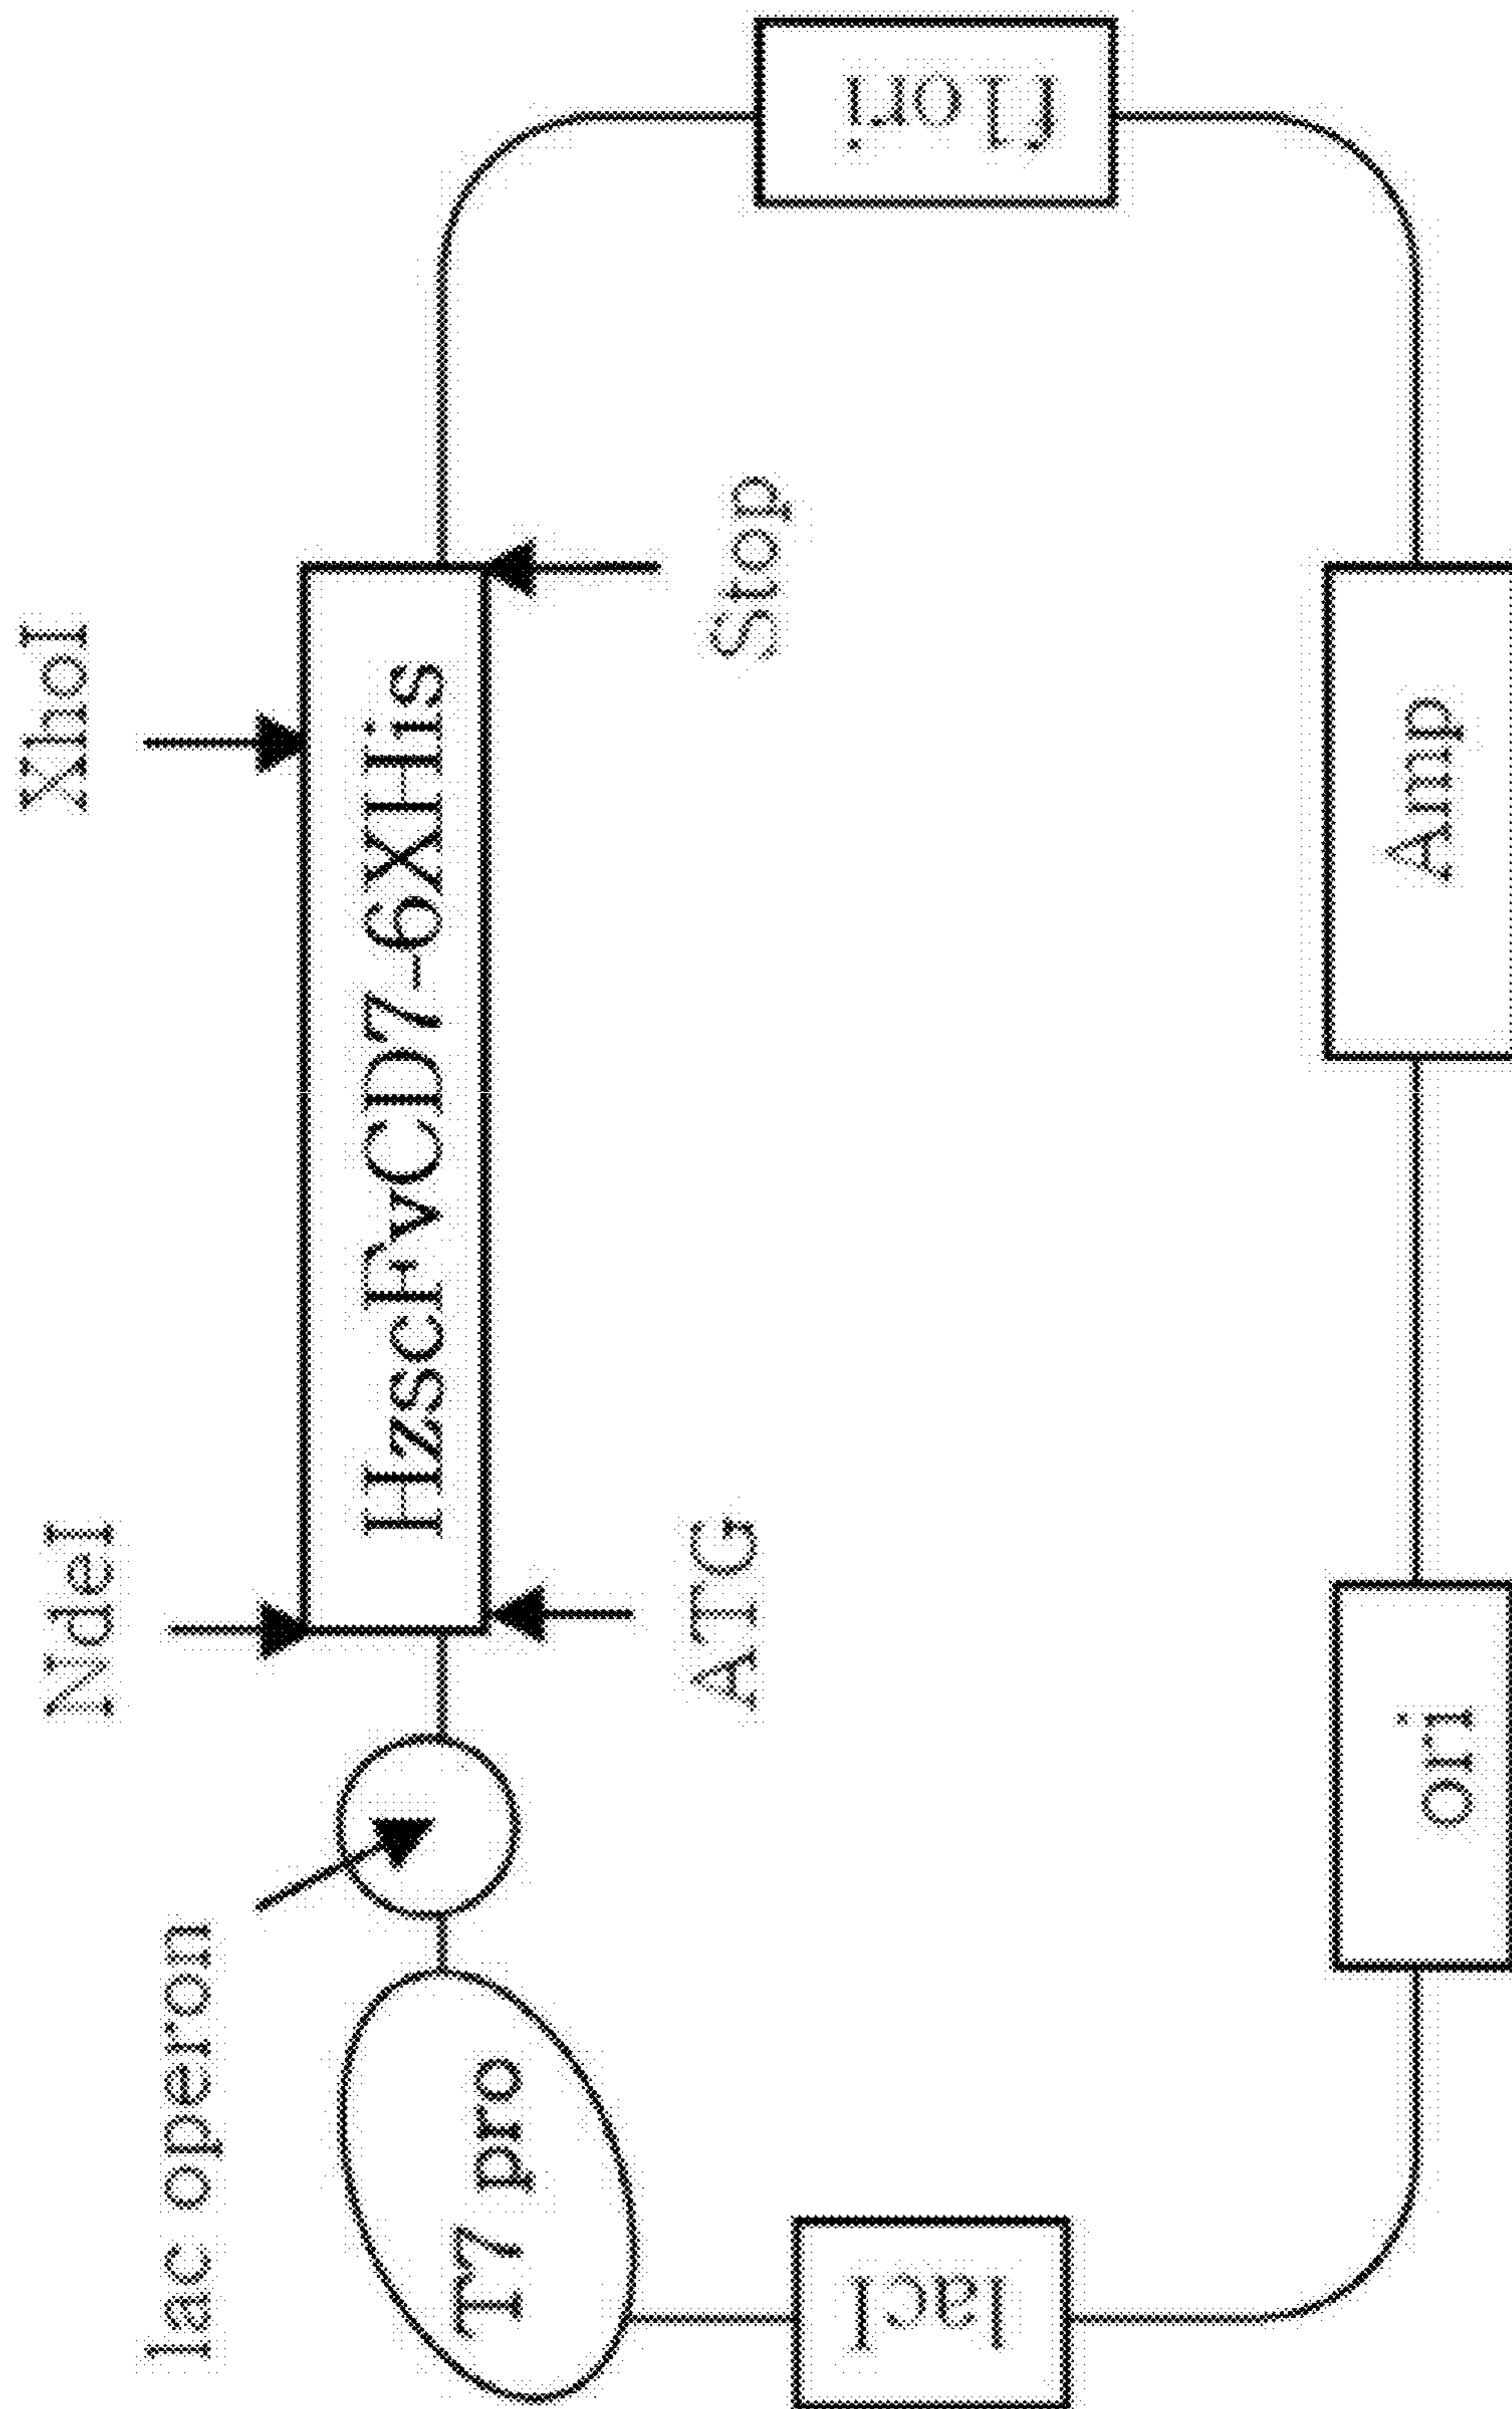 NdeI
XhoI
lac operon
T7 pro
HzscFvCD7-6XHis
ATG
Stop
lacI
f1ori
ori
Amp